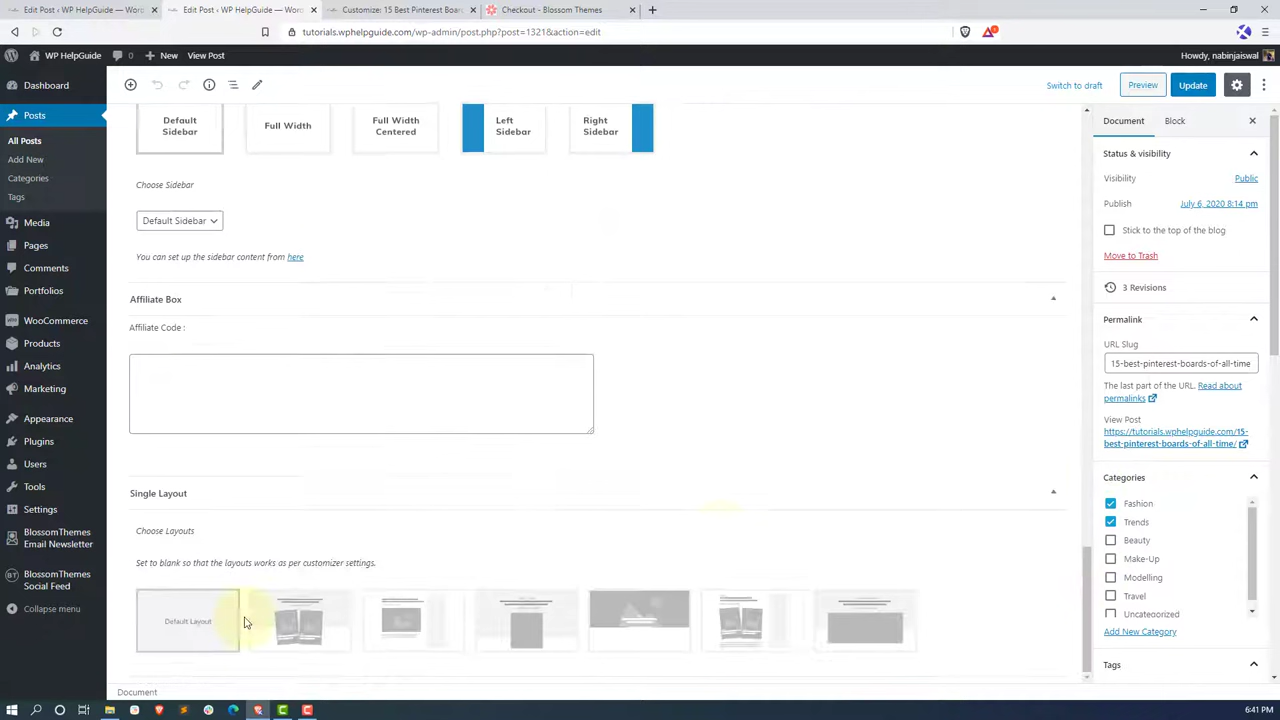 Edit Post ‹ WP HelpGuide — Wor
Edit Post ‹ WP HelpGuide — Wor
Customize: 15 Best Pinterest Board
Checkout - Blossom Themes
tutorials.wphelpguide.com/wp-admin/post.php?post=1321&action=edit
WP HelpGuide
0
New
View Post
Howdy, nabinjaiswal
Dashboard
Posts
All Posts
Add New
Categories
Tags
Media
Pages
Comments
Portfolios
WooCommerce
Products
Analytics
Marketing
Appearance
Plugins
Users
Tools
Settings
BlossomThemes
Email Newsletter
BlossomThemes
Social Feed
Collapse menu
Switch to draft
Preview
Update
Default
Sidebar
Full Width
Full Width
Centered
Left
Sidebar
Right
Sidebar
Choose Sidebar
Default Sidebar
You can set up the sidebar content from here
Affiliate Box
Affiliate Code :
Single Layout
Choose Layouts
Set to blank so that the layouts works as per customizer settings.
Default Layout
Document
Document
Block
Status & visibility
Visibility
Public
Publish
July 6, 2020 8:14 pm
Stick to the top of the blog
Move to Trash
3 Revisions
Permalink
URL Slug
15-best-pinterest-boards-of-all-time
The last part of the URL. Read about
permalinks
View Post
https://tutorials.wphelpguide.com/15-
best-pinterest-boards-of-all-time/
Categories
Fashion
Trends
Beauty
Make-Up
Modelling
Travel
Uncategorized
Add New Category
Tags
6:41 PM